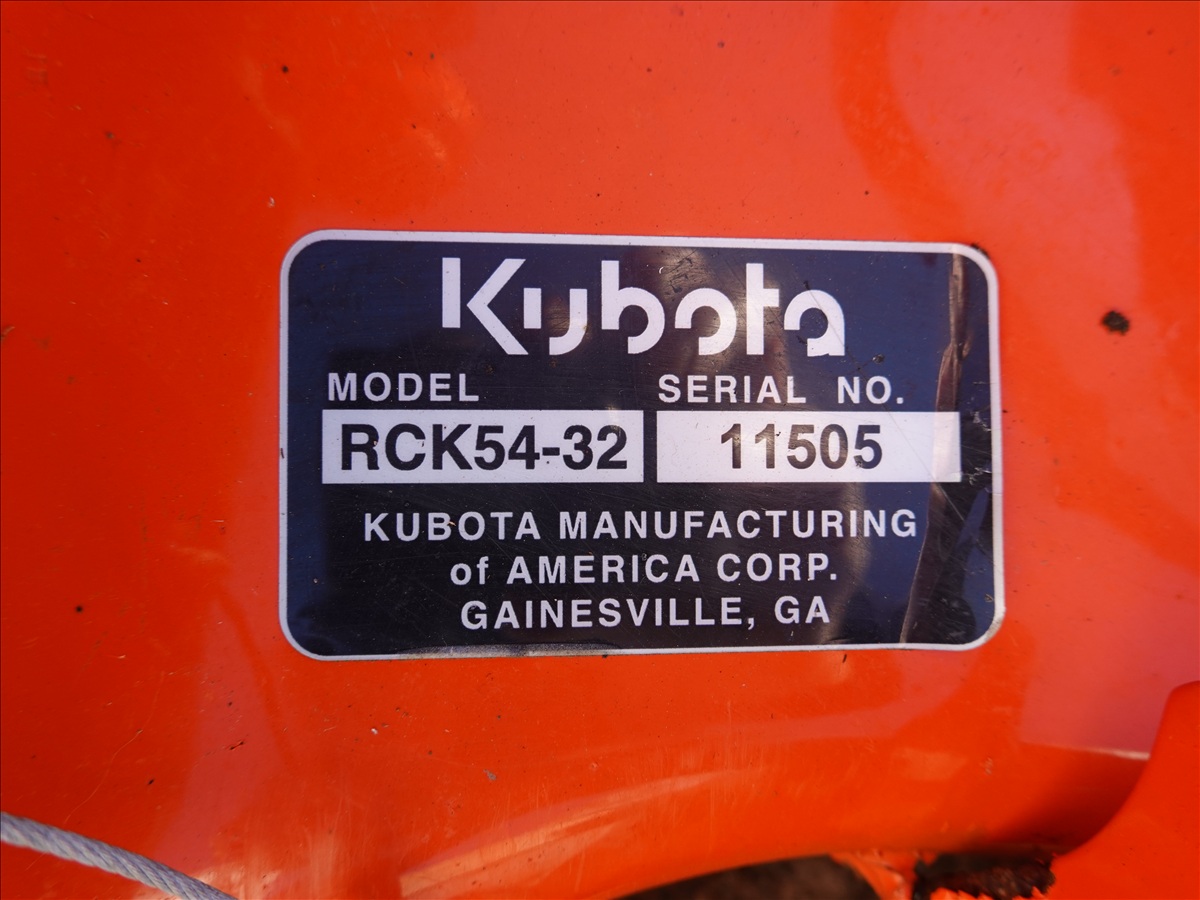 Kubota
MODEL SERIAL NO.
RCK54-32 11505
KUBOTA MANUFACTURING
of AMERICA CORP.
GAINESVILLE, GA